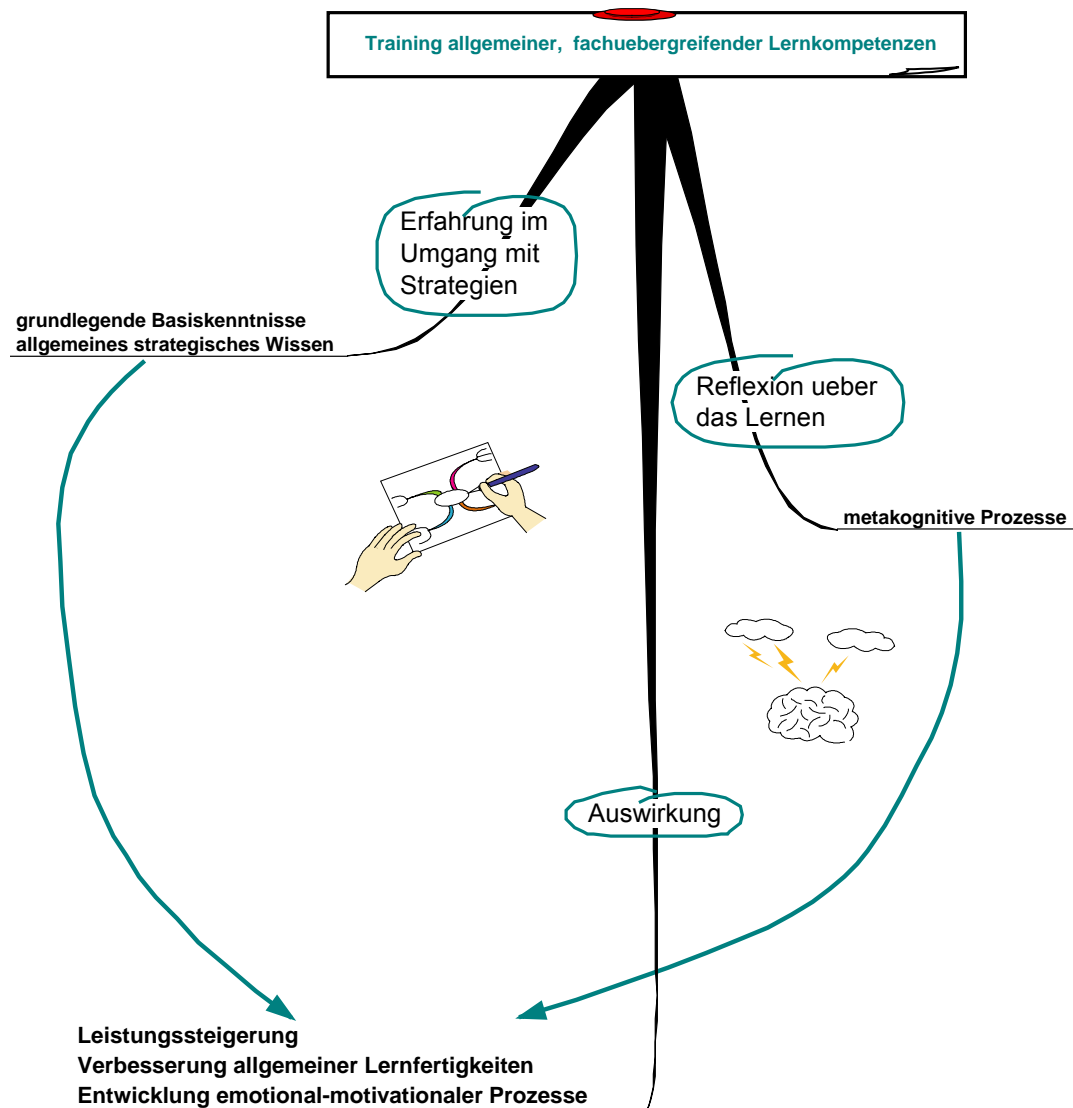 Training allgemeiner, fachuebergreifender Lernkompetenzen
Erfahrung im
Umgang mit
Strategien
grundlegende Basiskenntnisse
allgemeines strategisches Wissen
Reflexion ueber
das Lernen
metakognitive Prozesse
Auswirkung
Leistungssteigerung
Verbesserung allgemeiner Lernfertigkeiten
Entwicklung emotional-motivationaler Prozesse